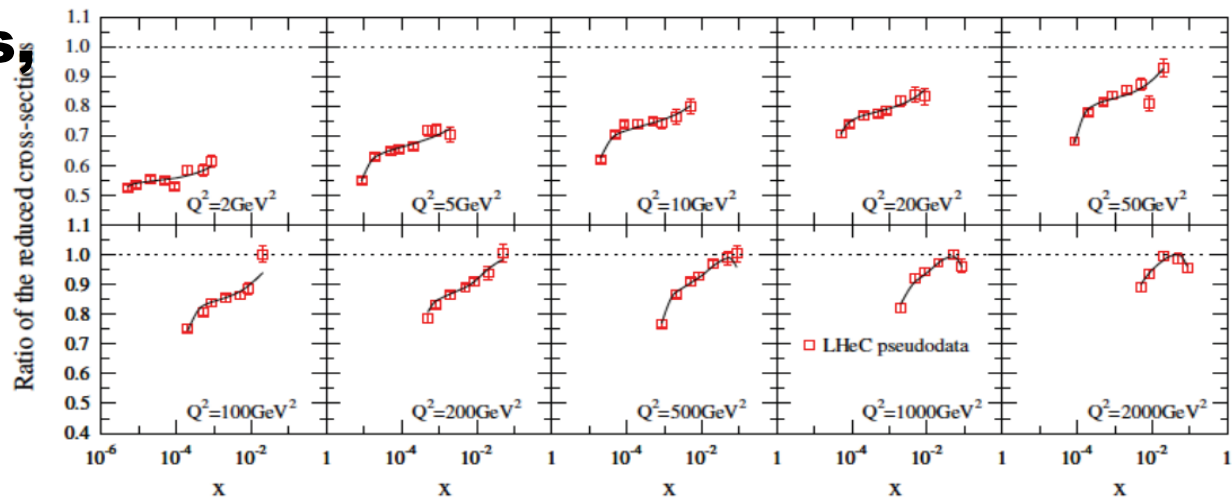 s,
Ratio of the reduced cross-sections
1.1
1.0
0.9
0.8
0.7
0.6
0.5
Q²=2GeV² Q²=5GeV² Q²=10GeV² Q²=20GeV² Q²=50GeV²
1.1
1.0
0.9
0.8
0.7
0.6
0.5
0.4
LHeC pseudodata
Q²=100GeV² Q²=200GeV² Q²=500GeV² Q²=1000GeV² Q²=2000GeV²
10⁻⁶ 10⁻⁴ 10⁻² 1 10⁻⁴ 10⁻² 1 10⁻⁴ 10⁻² 1 10⁻⁴ 10⁻² 1 10⁻⁴ 10⁻² 1
x x x x x